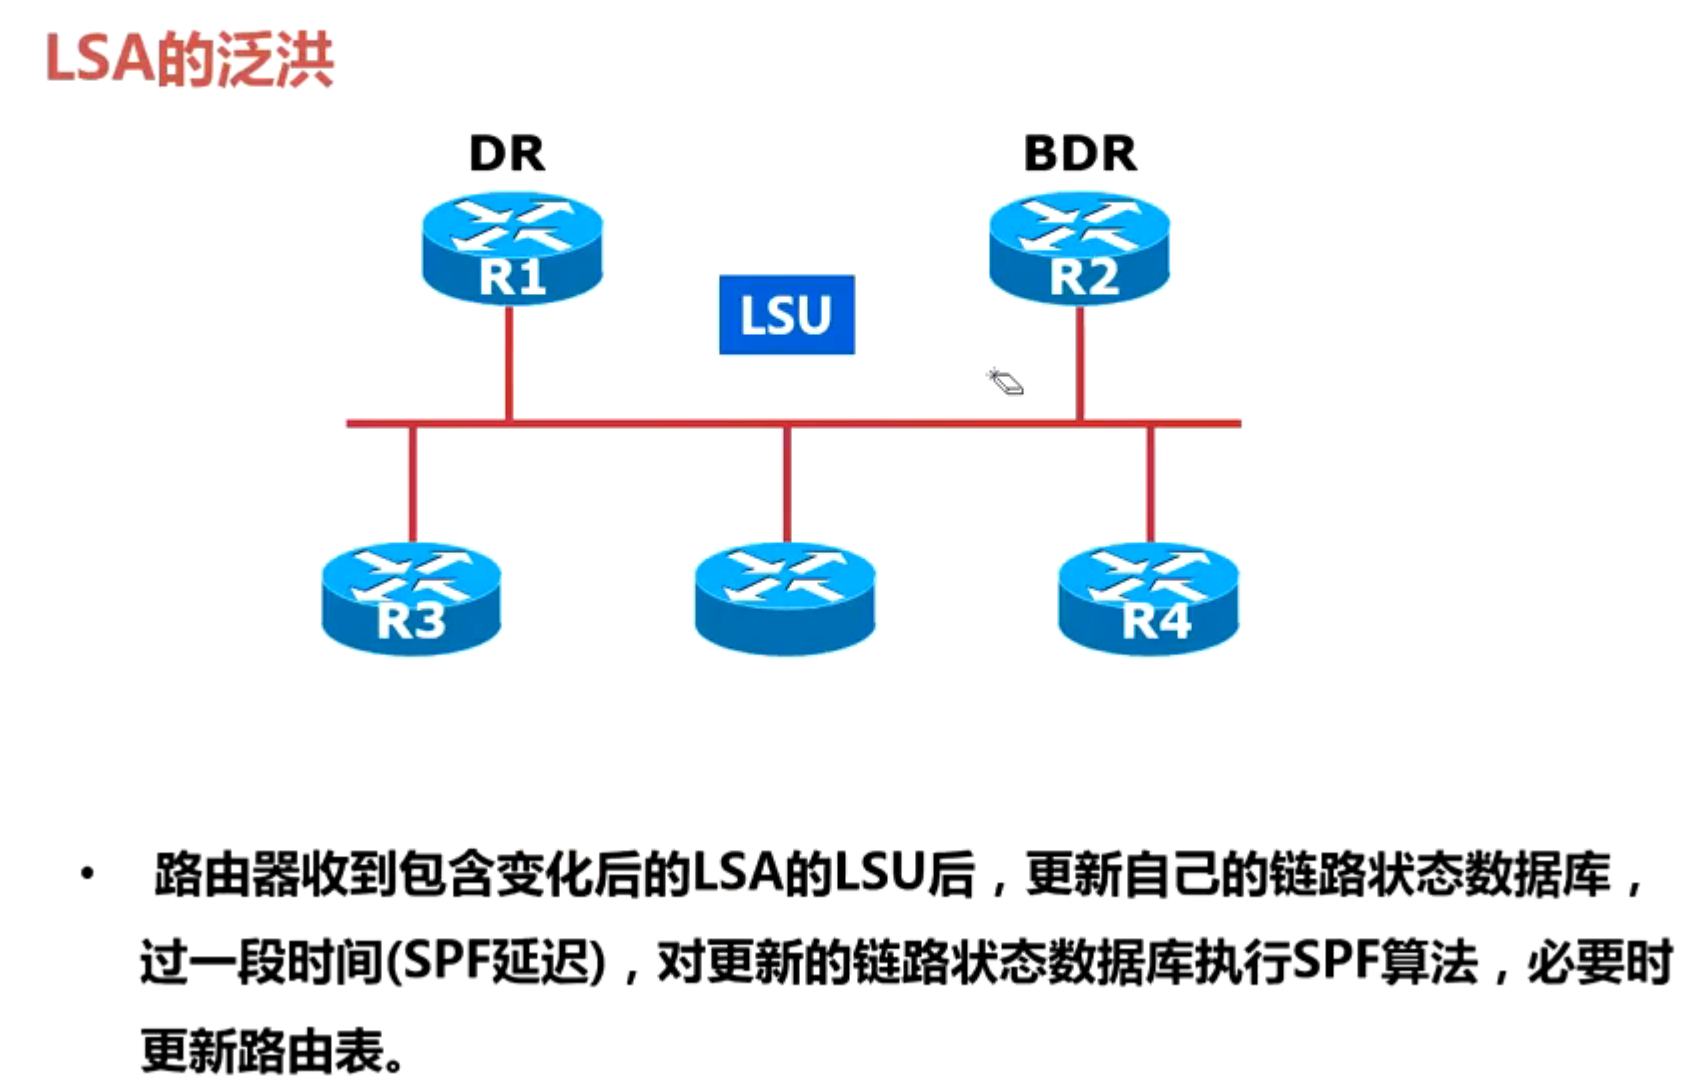 LSA的泛洪
DR
BDR
R1
R2
LSU
R3
R4
• 路由器收到包含变化后的LSA的LSU后，更新自己的链路状态数据库，
过一段时间(SPF延迟)，对更新的链路状态数据库执行SPF算法，必要时
更新路由表。